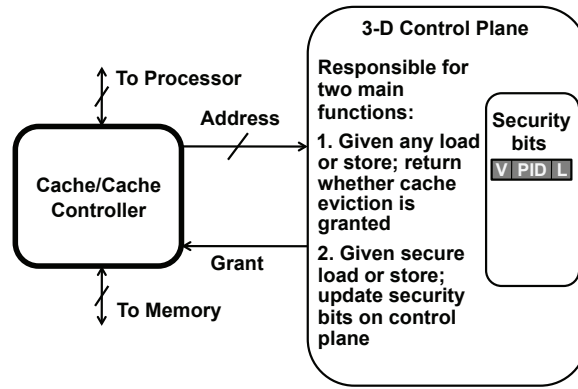 3-D Control Plane
To Processor
Address
Cache/Cache
Controller
Grant
To Memory
Responsible for
two main
functions:
1. Given any load
or store; return
whether cache
eviction is
granted
2. Given secure
load or store;
update security
bits on control
plane
Security
bits
V PID L